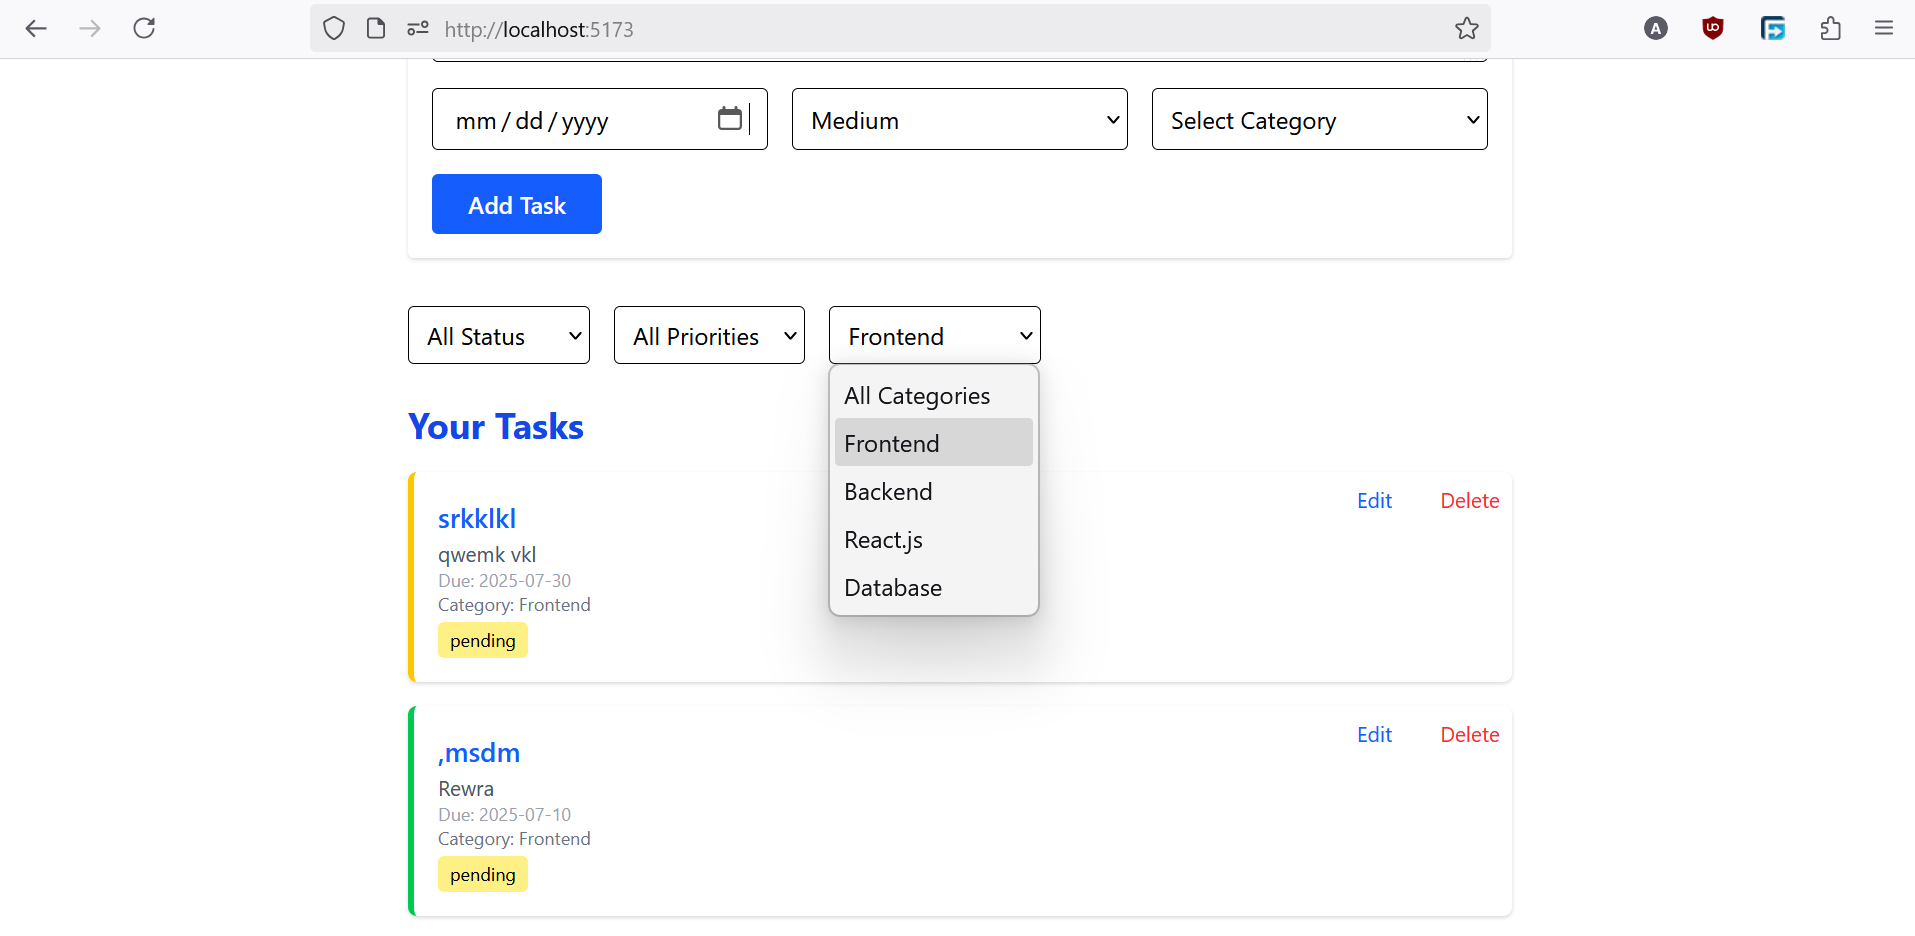 http://localhost:5173
A
mm / dd / yyyy
Medium
Select Category
Add Task
All Status
All Priorities
Frontend
All Categories
Frontend
Backend
React.js
Database
Your Tasks
srkklkl
Edit
Delete
qwemk vkl
Due: 2025-07-30
Category: Frontend
pending
,msdm
Edit
Delete
Rewra
Due: 2025-07-10
Category: Frontend
pending